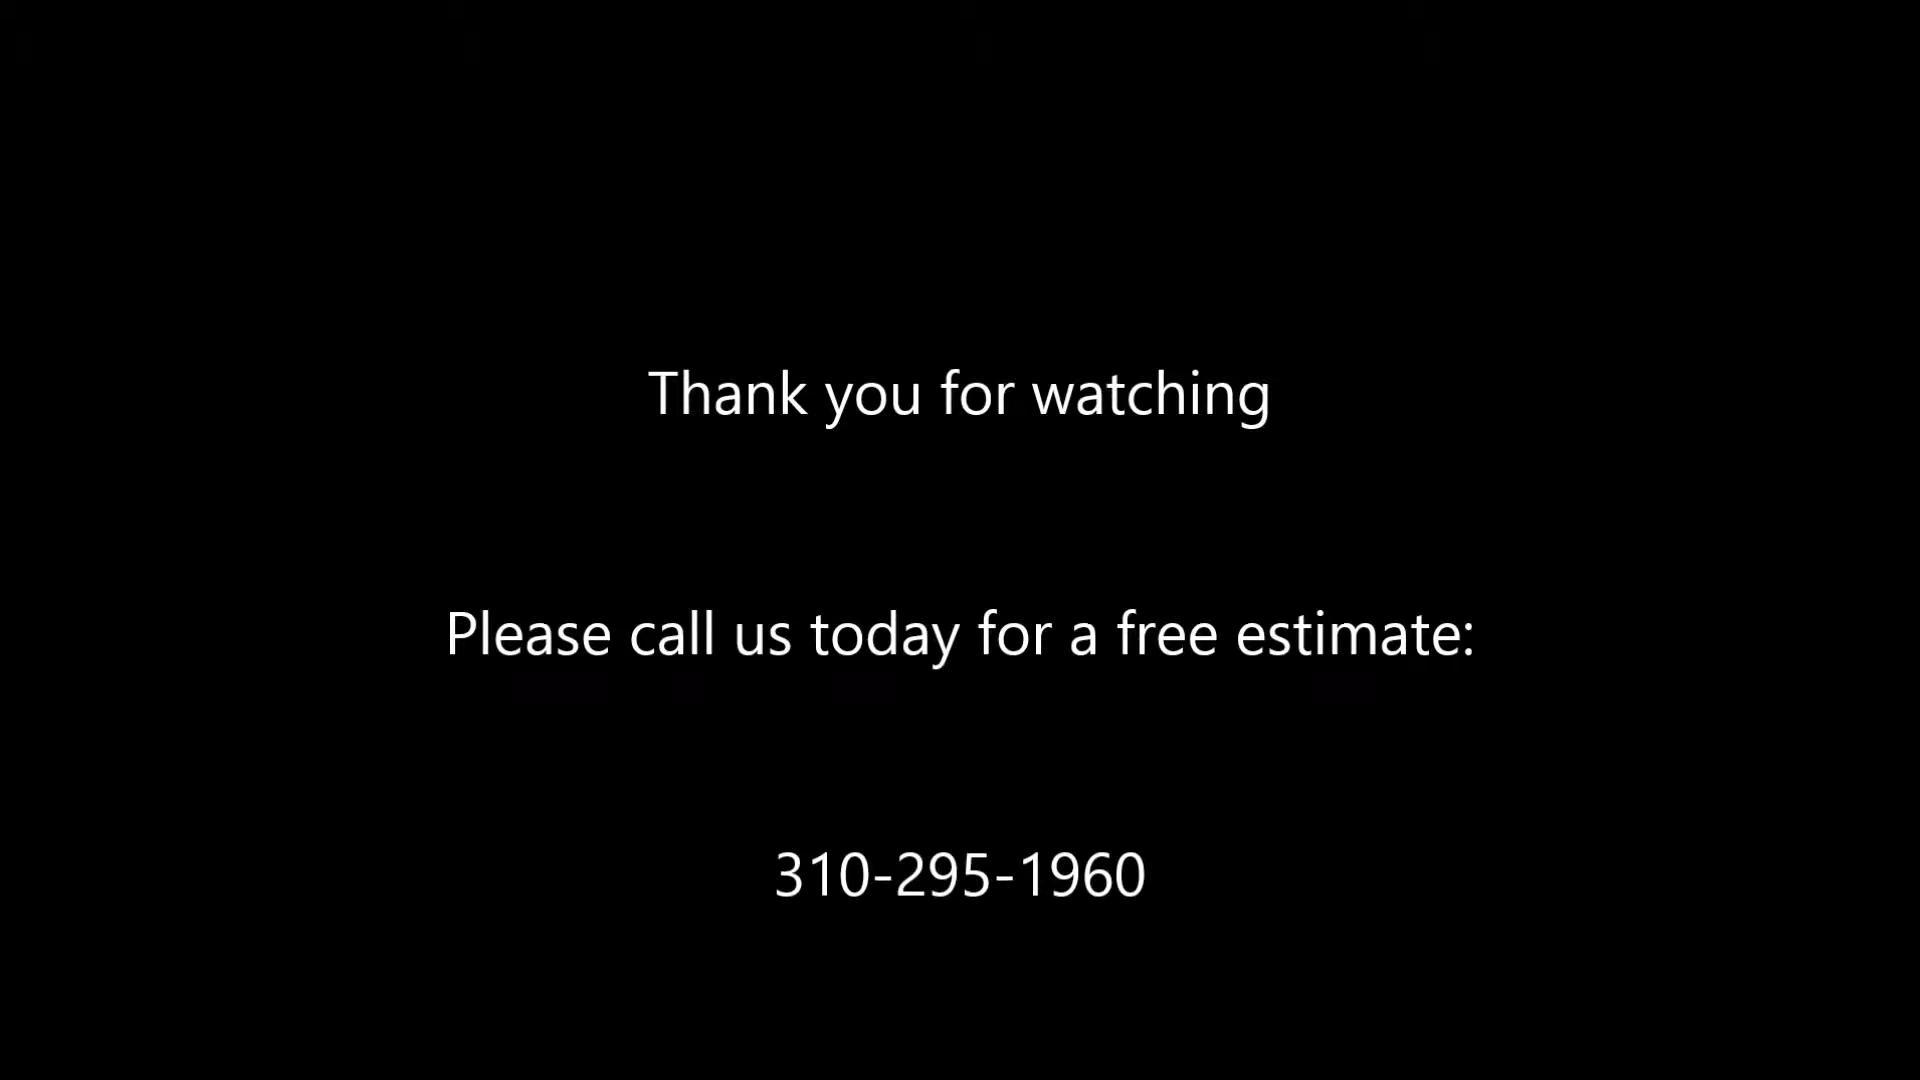 Thank you for watching
Please call us today for a free estimate:
310-295-1960